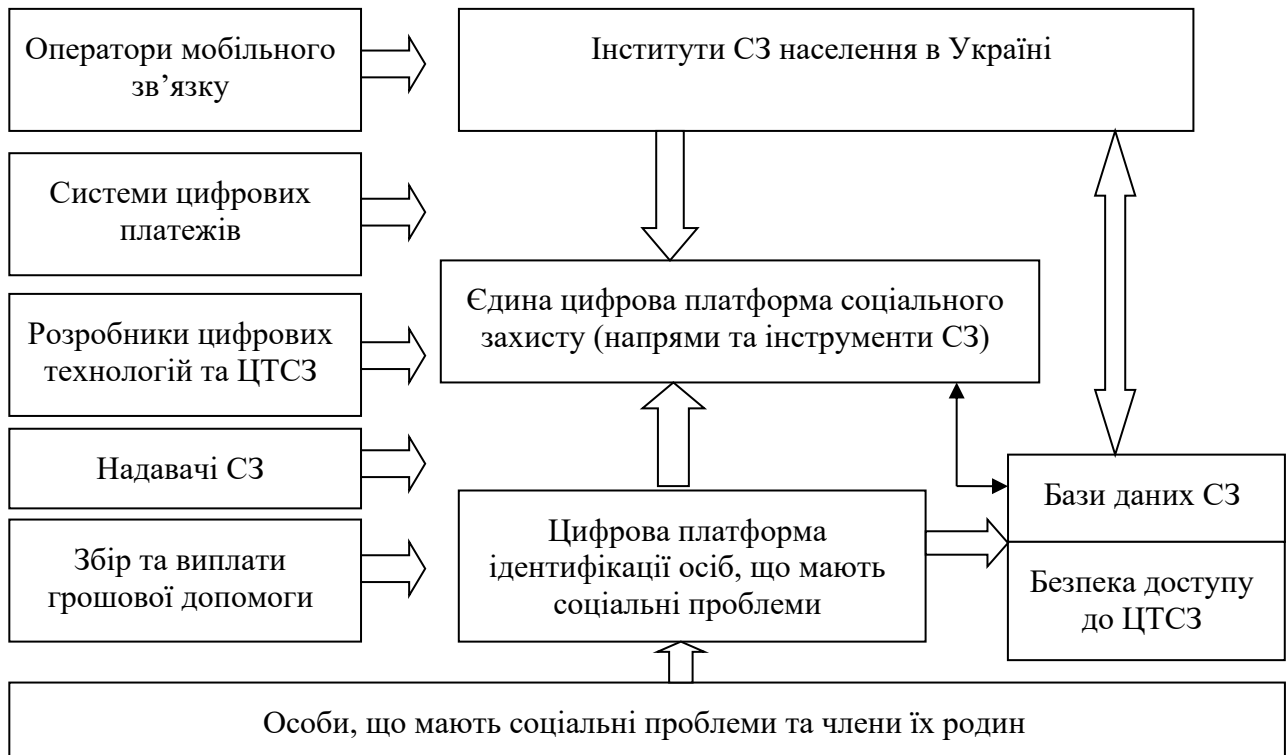 Оператори мобільного
зв’язку
Інститути СЗ населення в Україні
Системи цифрових
платежів
Єдина цифрова платформа соціального
захисту (напрями та інструменти СЗ)
Розробники цифрових
технологій та ЦТСЗ
Надавачі СЗ
Бази даних СЗ
Збір та виплати
грошової допомоги
Цифрова платформа
ідентифікації осіб, що мають
соціальні проблеми
Безпека доступу
до ЦТСЗ
Особи, що мають соціальні проблеми та члени їх родин